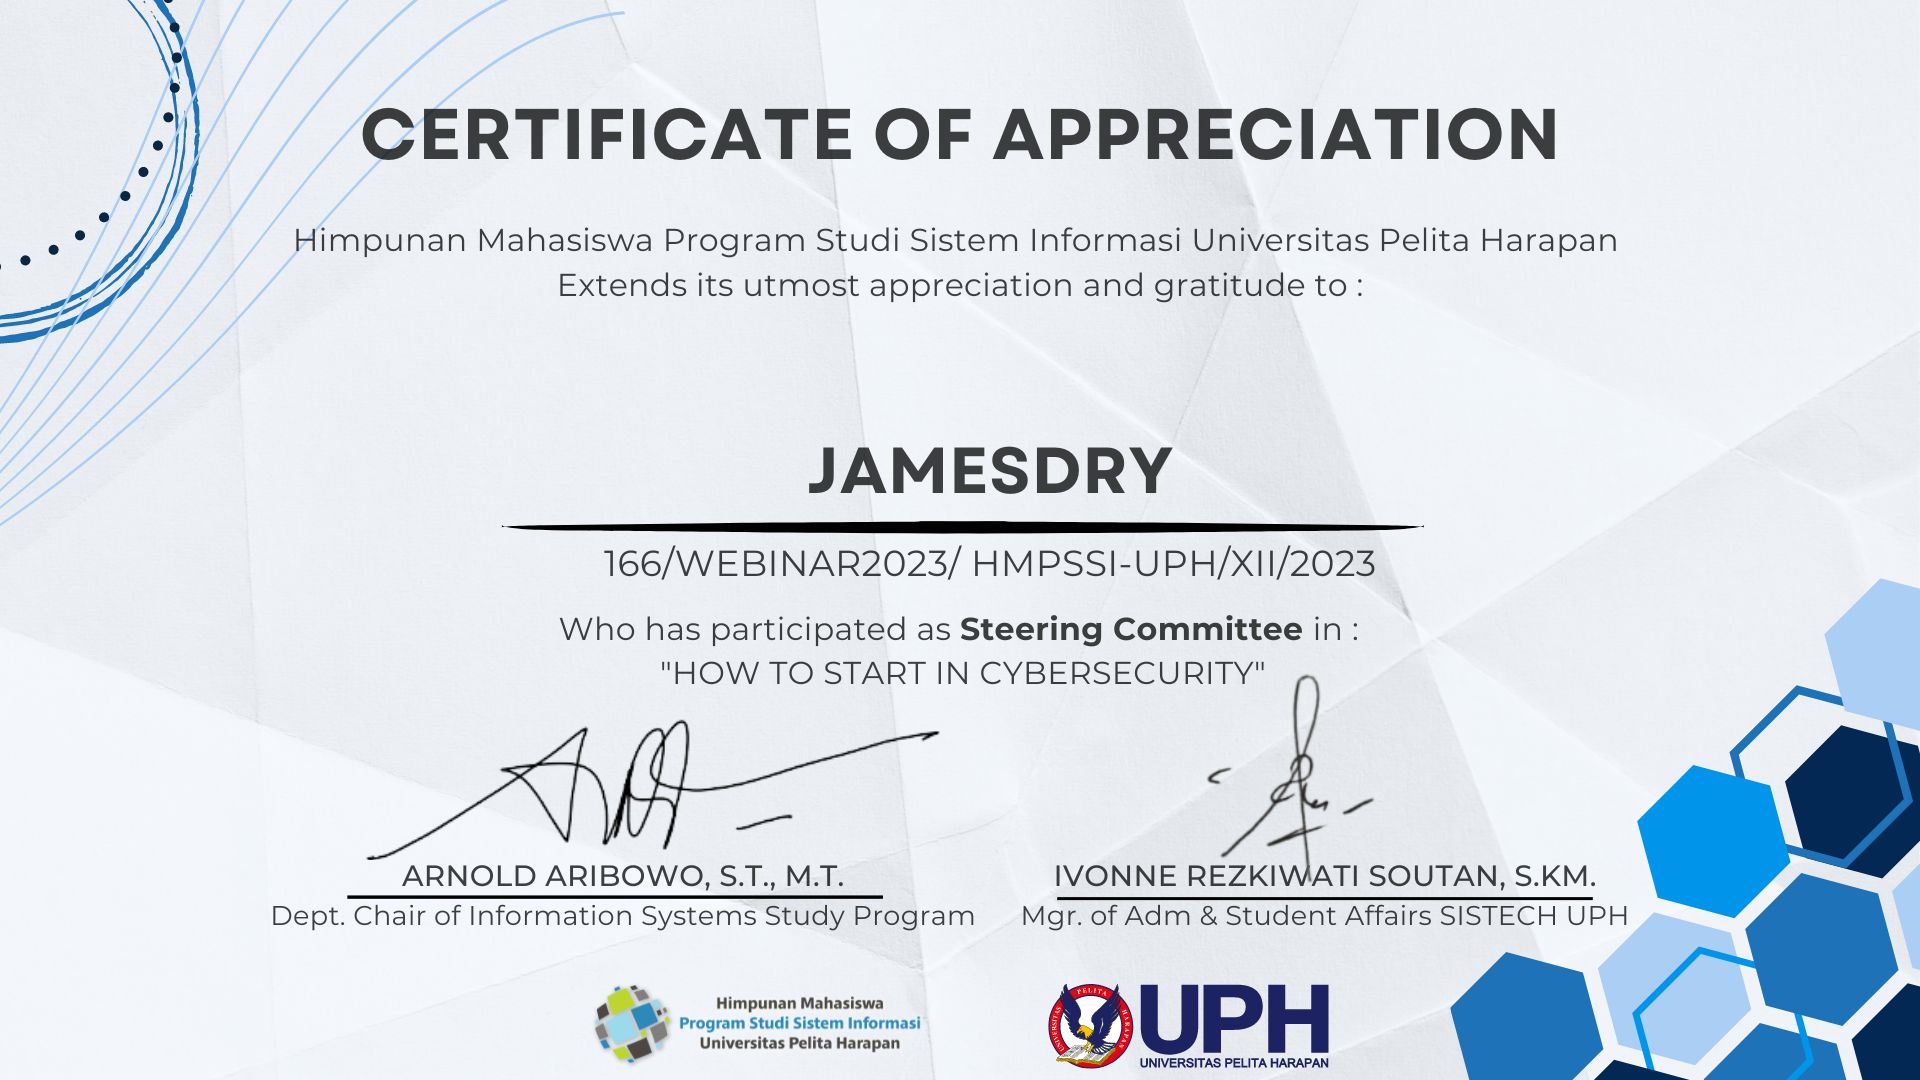 CERTIFICATE OF APPRECIATION
Himpunan Mahasiswa Program Studi Sistem Informasi Universitas Pelita Harapan
Extends its utmost appreciation and gratitude to :
JAMESDRY
166/WEBINAR2023/ HMPSSI-UPH/XII/2023
Who has participated as Steering Committee in :
"HOW TO START IN CYBERSECURITY"
ARNOLD ARIBOWO, S.T., M.T.
Dept. Chair of Information Systems Study Program
IVONNE REZKIWATI SOUTAN, S.KM.
Mgr. of Adm & Student Affairs SISTECH UPH
Himpunan Mahasiswa
Program Studi Sistem Informasi
Universitas Pelita Harapan
UNIVERSITAS PELITA HARAPAN
UPH
UNIVERSITAS PELITA HARAPAN